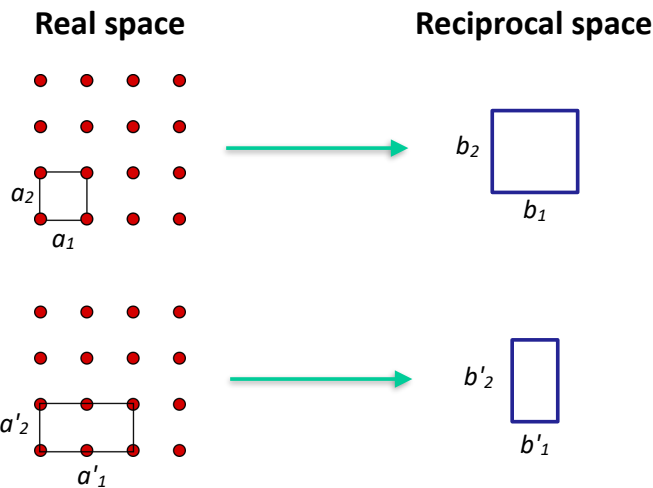 Real space
Reciprocal space
a2
a1
b2
b1
a'2
a'1
b'2
b'1